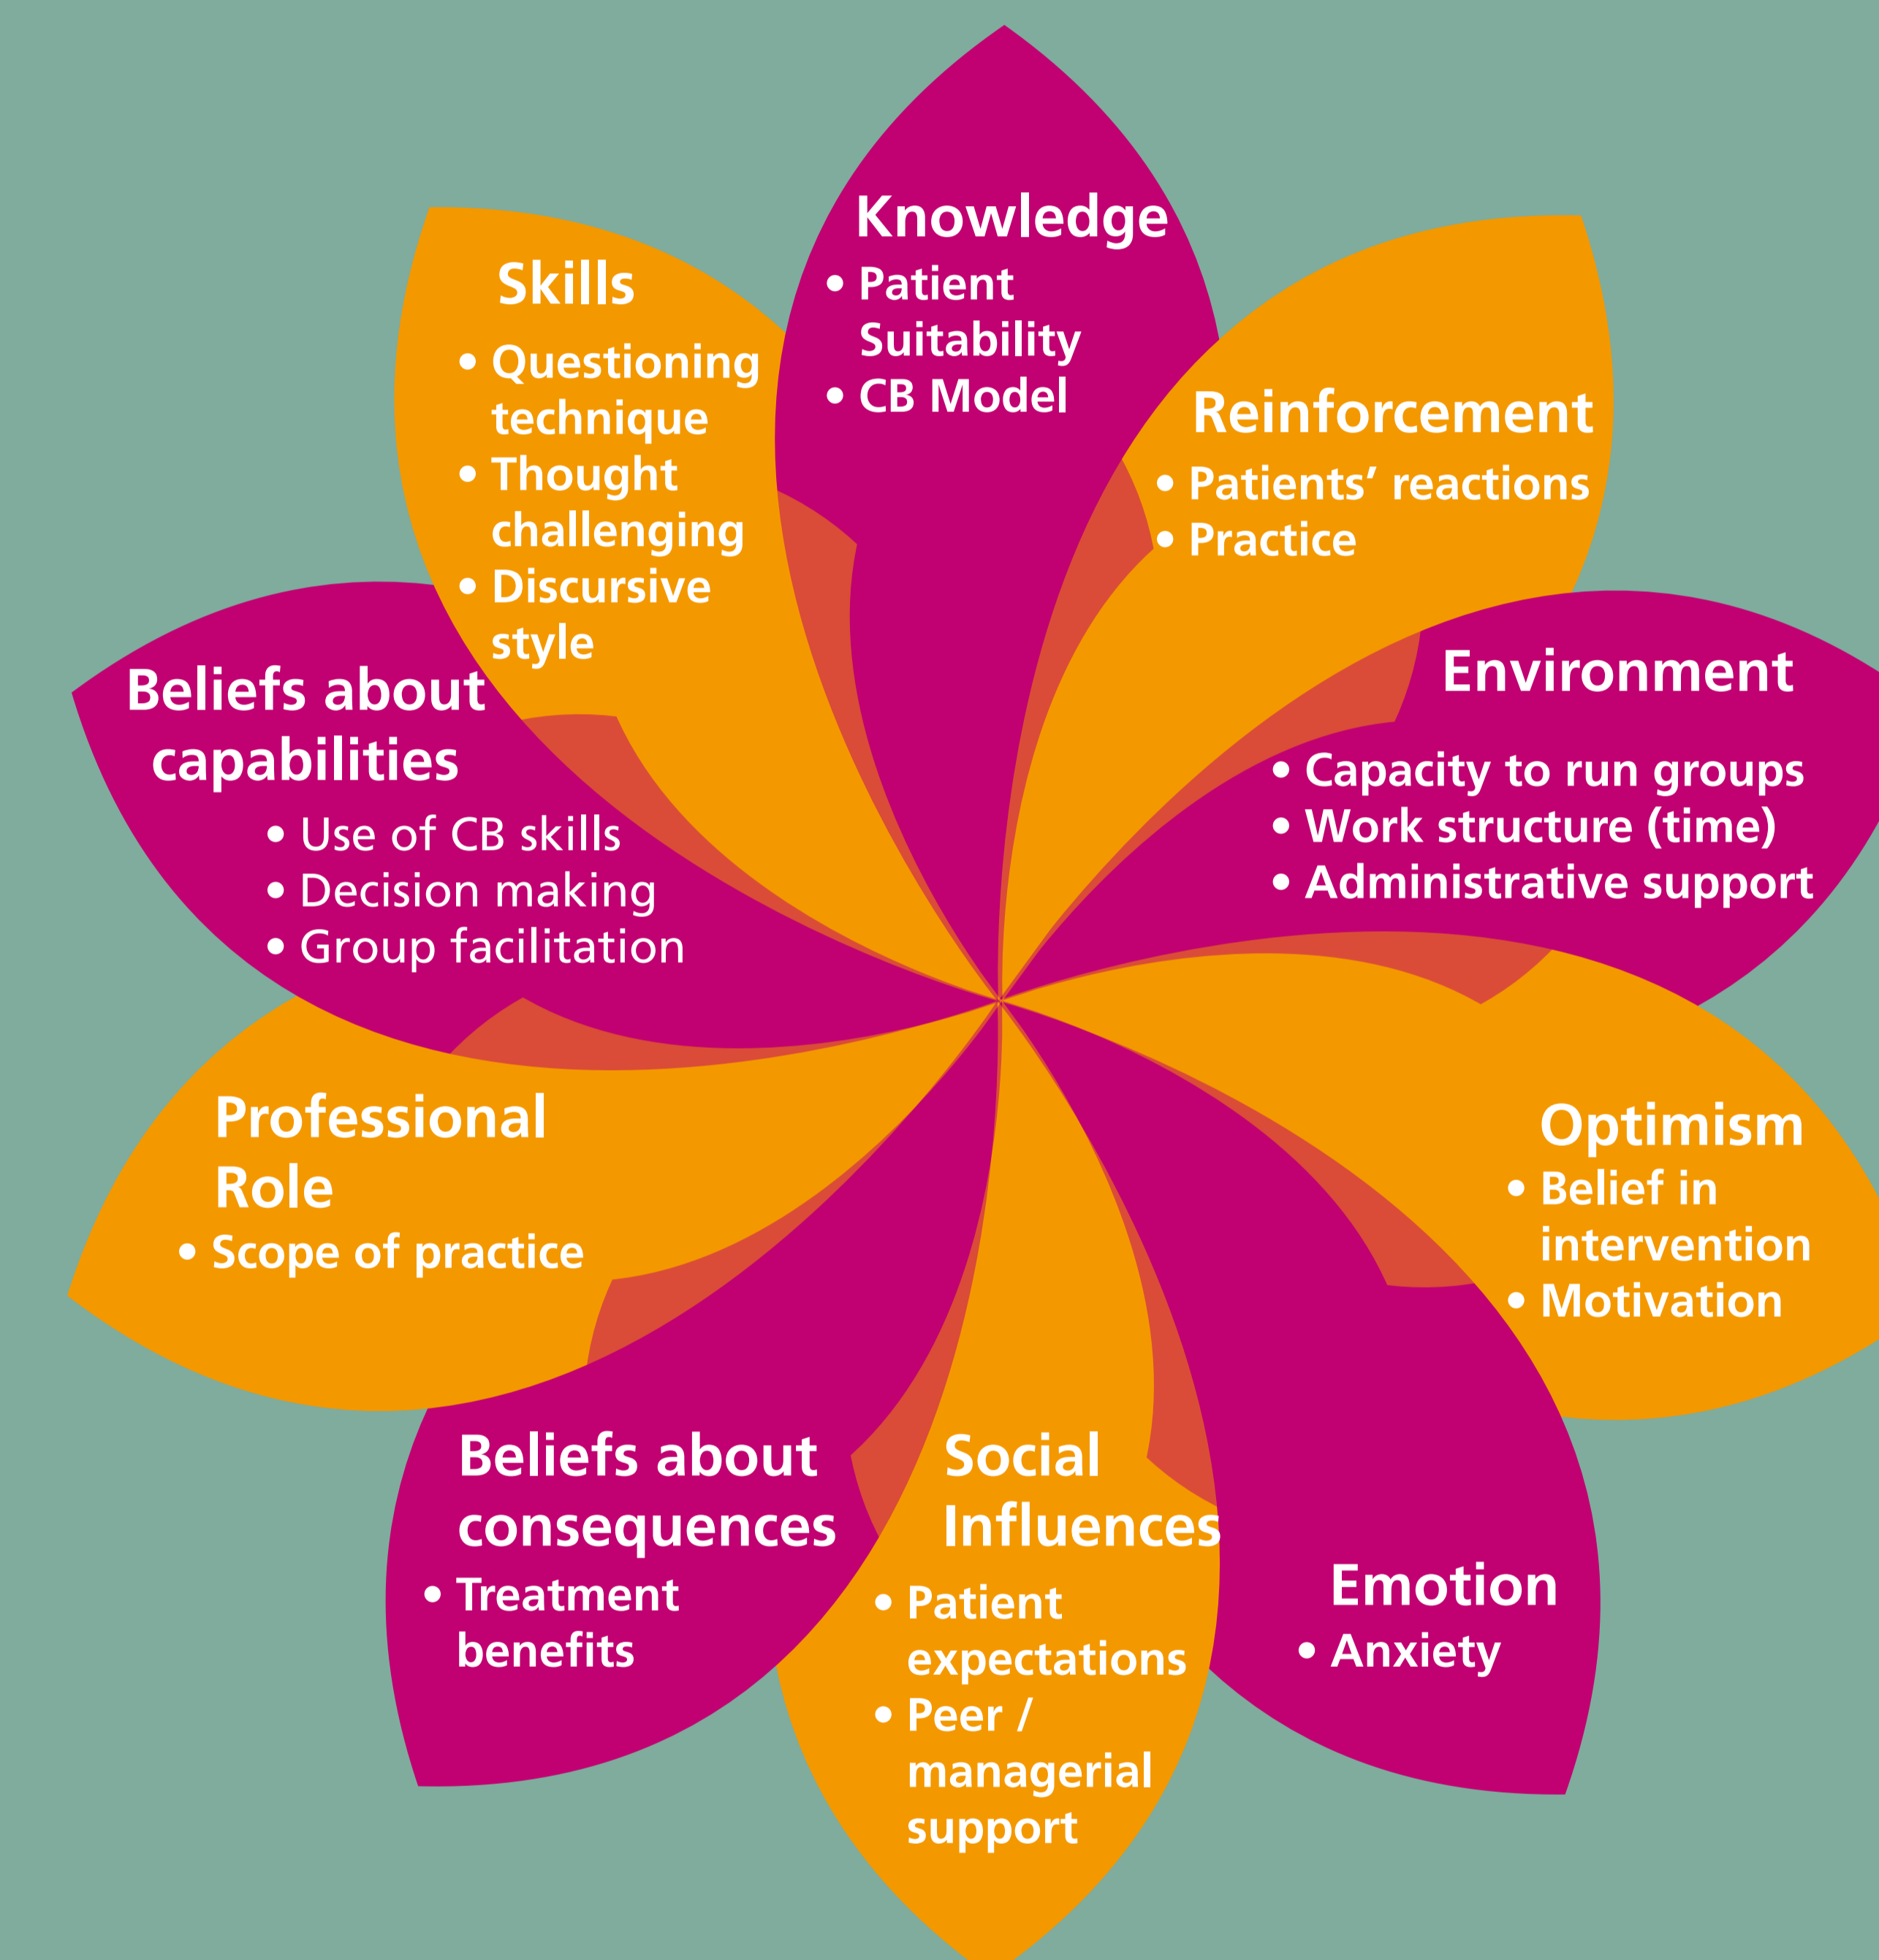 Knowledge
• Patient
Suitability
• CB Model
Reinforcement
• Patients’ reactions
• Practice
Environment
• Capacity to run groups
• Work structure (time)
• Administrative support
Optimism
• Belief in
intervention
• Motivation
Emotion
• Anxiety
Social
Influences
• Patient
expectations
• Peer /
managerial
support
Beliefs about
consequences
• Treatment
benefits
Professional
Role
• Scope of practice
Beliefs about
capabilities
• Use of CB skills
• Decision making
• Group facilitation
Skills
• Questioning
technique
• Thought
challenging
• Discursive
style